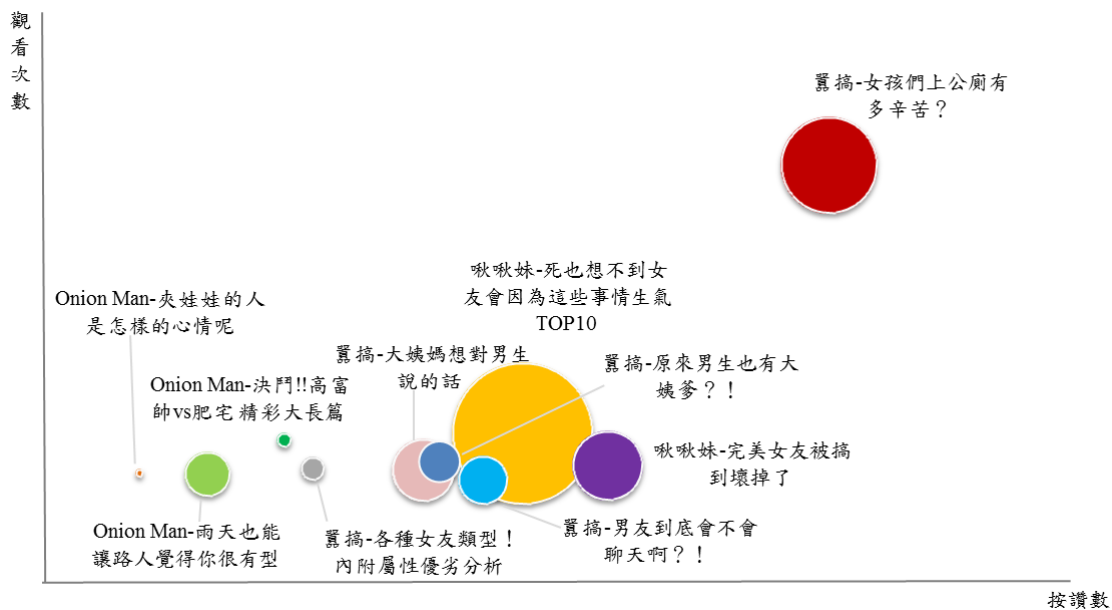 觀看次數
囂搞-女孩們上公廁有
多辛苦？
啾啾妹-死也想不到女
友會因為這些事情生氣
TOP10
Onion Man-夾娃娃的人
是怎樣的心情呢
囂搞-大姨媽想對男生
說的話
囂搞-原來男生也有大
姨爹？！
Onion Man-決鬥!!高富
帥vs肥宅 精彩大長篇
啾啾妹-完美女友被搞
到壞掉了
Onion Man-雨天也能
讓路人覺得你很有型
囂搞-各種女友類型！
內附屬性優劣分析
囂搞-男友到底會不會
聊天啊？！
按讚數